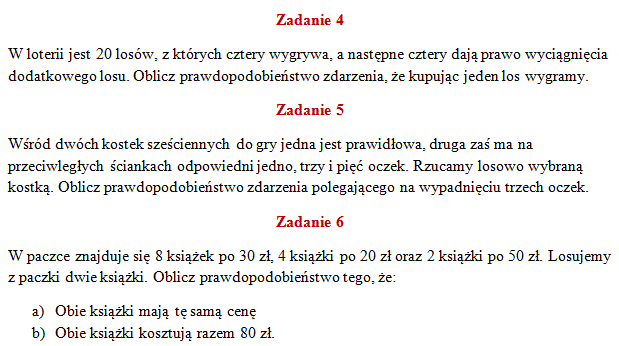 Zadanie 4
W loterii jest 20 losów, z których cztery wygrywa, a następne cztery dają prawo wyciągnięcia
dodatkowego losu. Oblicz prawdopodobieństwo zdarzenia, że kupując jeden los wygramy.
Zadanie 5
Wśród dwóch kostek sześciennych do gry jedna jest prawidłowa, druga zaś ma na
przeciwległych ściankach odpowiedni jedno, trzy i pięć oczek. Rzucamy losowo wybraną
kostką. Oblicz prawdopodobieństwo zdarzenia polegającego na wypadnięciu trzech oczek.
Zadanie 6
W paczce znajduje się 8 książek po 30 zł, 4 książki po 20 zł oraz 2 książki po 50 zł. Losujemy
z paczki dwie książki. Oblicz prawdopodobieństwo tego, że:
a) Obie książki mają tę samą cenę
b) Obie książki kosztują razem 80 zł.